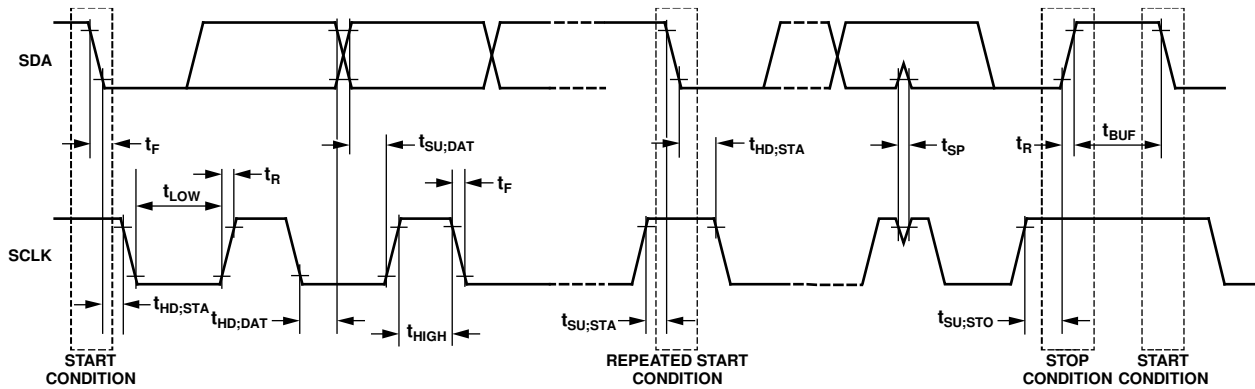 SDA
tF
tSU;DAT
tHD;STA
tSP
tR
tBUF
tLOW
tR
tF
SCLK
tHD;STA
tHD;DAT
tHIGH
tSU;STA
tSU;STO
START
CONDITION
REPEATED START
CONDITION
STOP
CONDITION
START
CONDITION